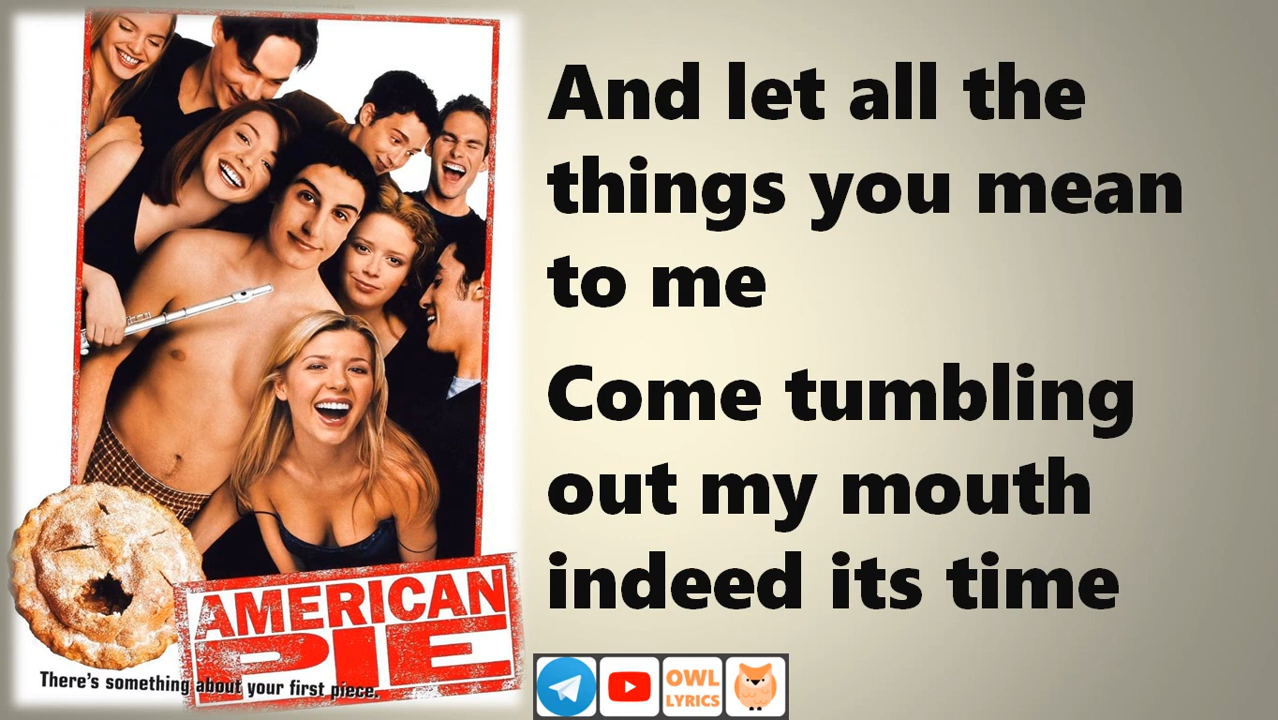 And let all the
things you mean
to me
Come tumbling
out my mouth
indeed its time
AMERICAN
PIE
There's something about your first piece.
OWL
LYRICS